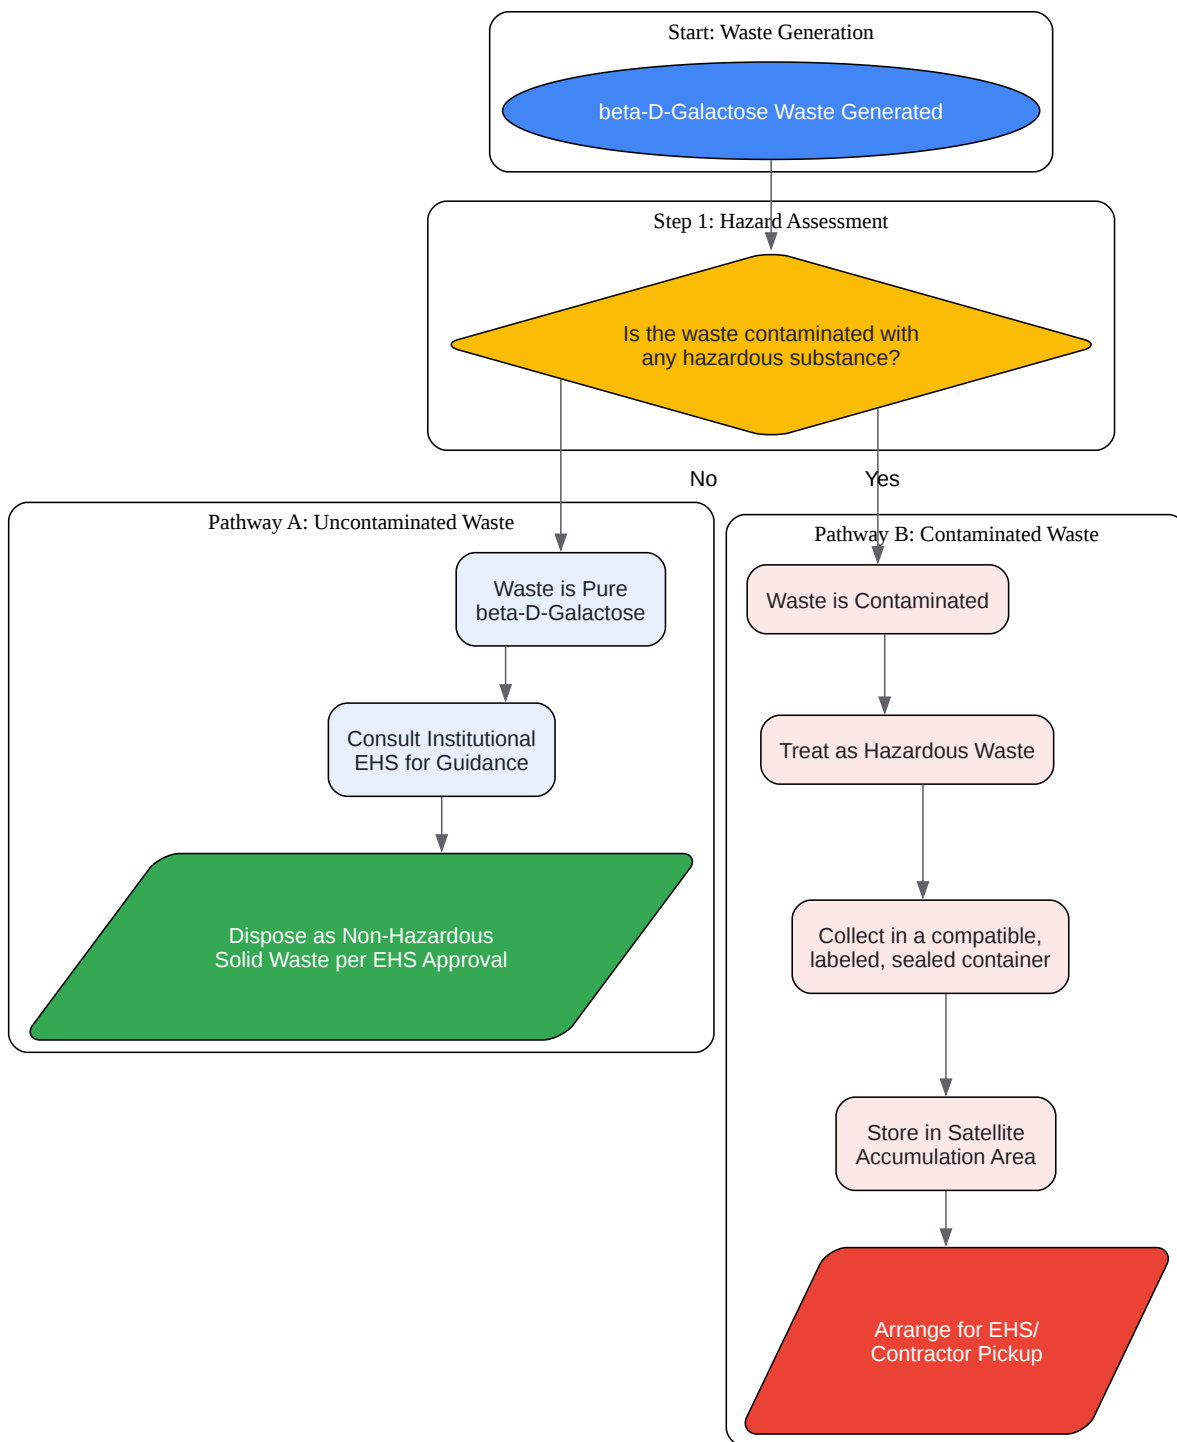 Start: Waste Generation
beta-D-Galactose Waste Generated
Step 1: Hazard Assessment
Is the waste contaminated with
any hazardous substance?
No
Yes
Pathway A: Uncontaminated Waste
Waste is Pure
beta-D-Galactose
Consult Institutional
EHS for Guidance
Dispose as Non-Hazardous
Solid Waste per EHS Approval
Pathway B: Contaminated Waste
Waste is Contaminated
Treat as Hazardous Waste
Collect in a compatible,
labeled, sealed container
Store in Satellite
Accumulation Area
Arrange for EHS/
Contractor Pickup